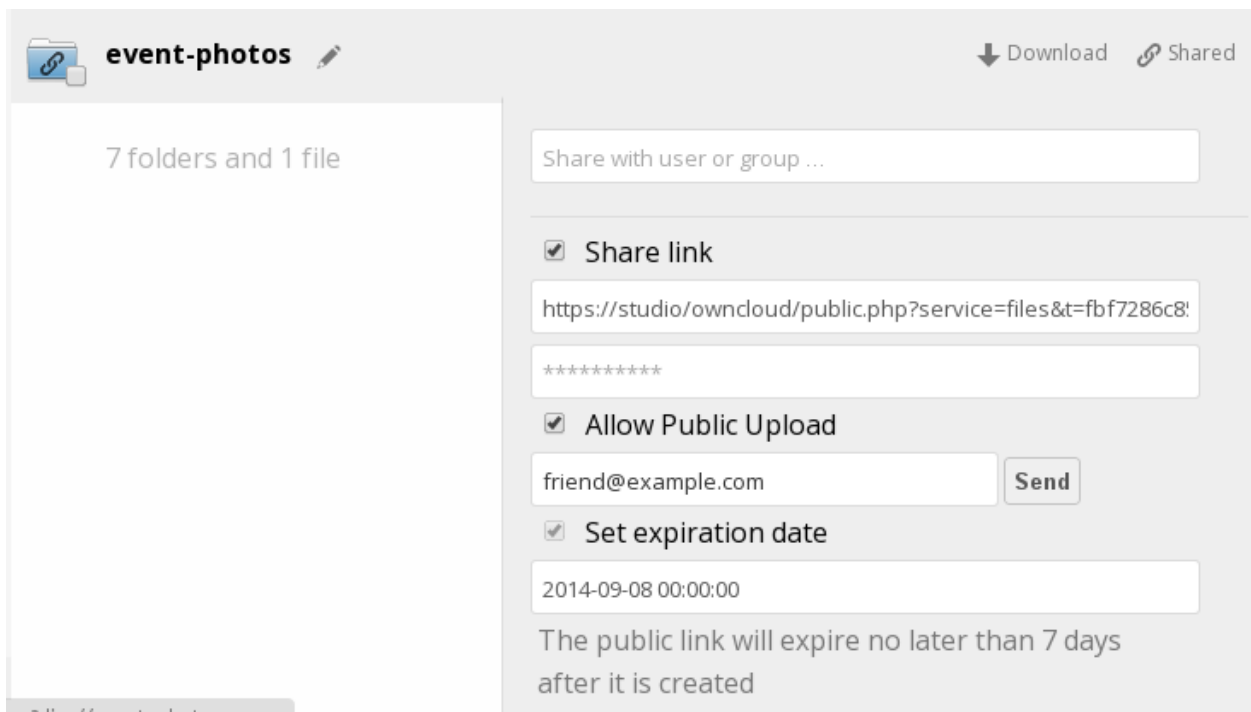 event-photos
Download
Shared
7 folders and 1 file
Share with user or group ...
Share link
https://studio/owncloud/public.php?service=files&t=fbf7286c8
**********
Allow Public Upload
friend@example.com
Send
Set expiration date
2014-09-08 00:00:00
The public link will expire no later than 7 days
after it is created